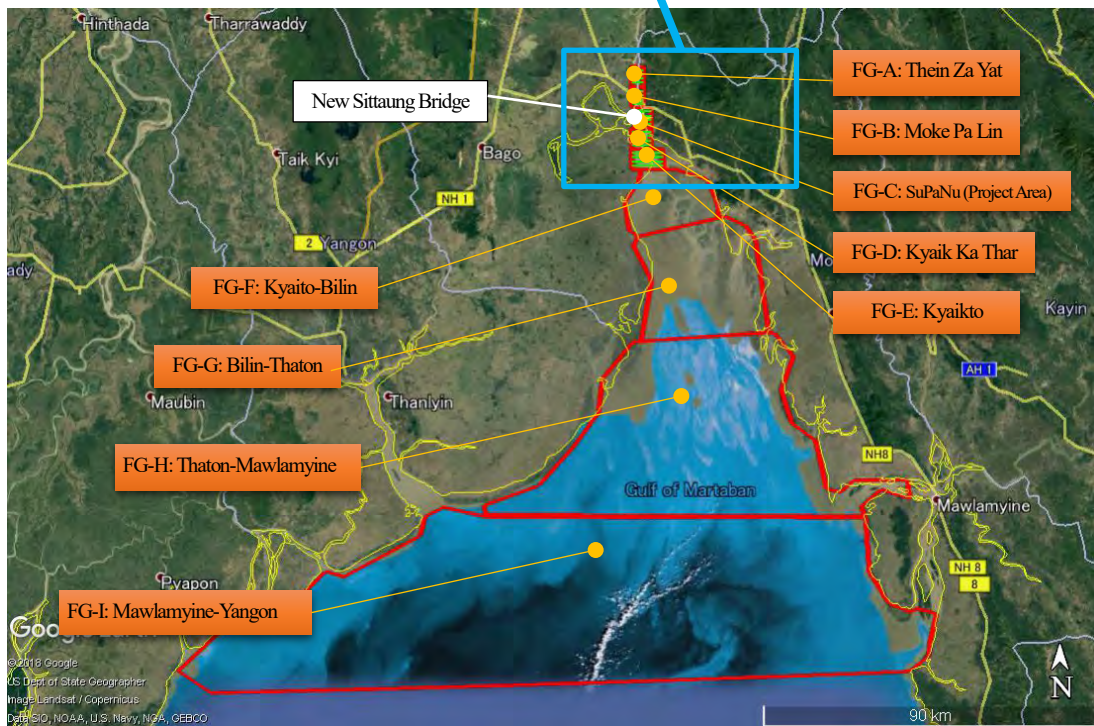 Hinthada
Tharrawaddy
FG-A: Thein Za Yat
New Sittaung Bridge
FG-B: Moke Pa Lin
Taik Kyi
Bago
NH 1
FG-C: SuPaNu (Project Area)
2
Yangon
FG-D: Kyaik Ka Thar
ady
Mo
FG-F: Kyaito-Bilin
FG-E: Kyaikto
Kayin
FG-G: Bilin-Thaton
AH 1
Maubin
Thanlyin
FG-H: Thaton-Mawlamyine
NH8
Gulf of Martaban
Mawlamyine
Pyapon
NH 8
8
FG-I: Mawlamyine-Yangon
©2018 Google
US Dept of State Geographer
Image Landsat / Copernicus
Data SIO, NOAA, U.S. Navy, NGA, GEBCO
N
90 km